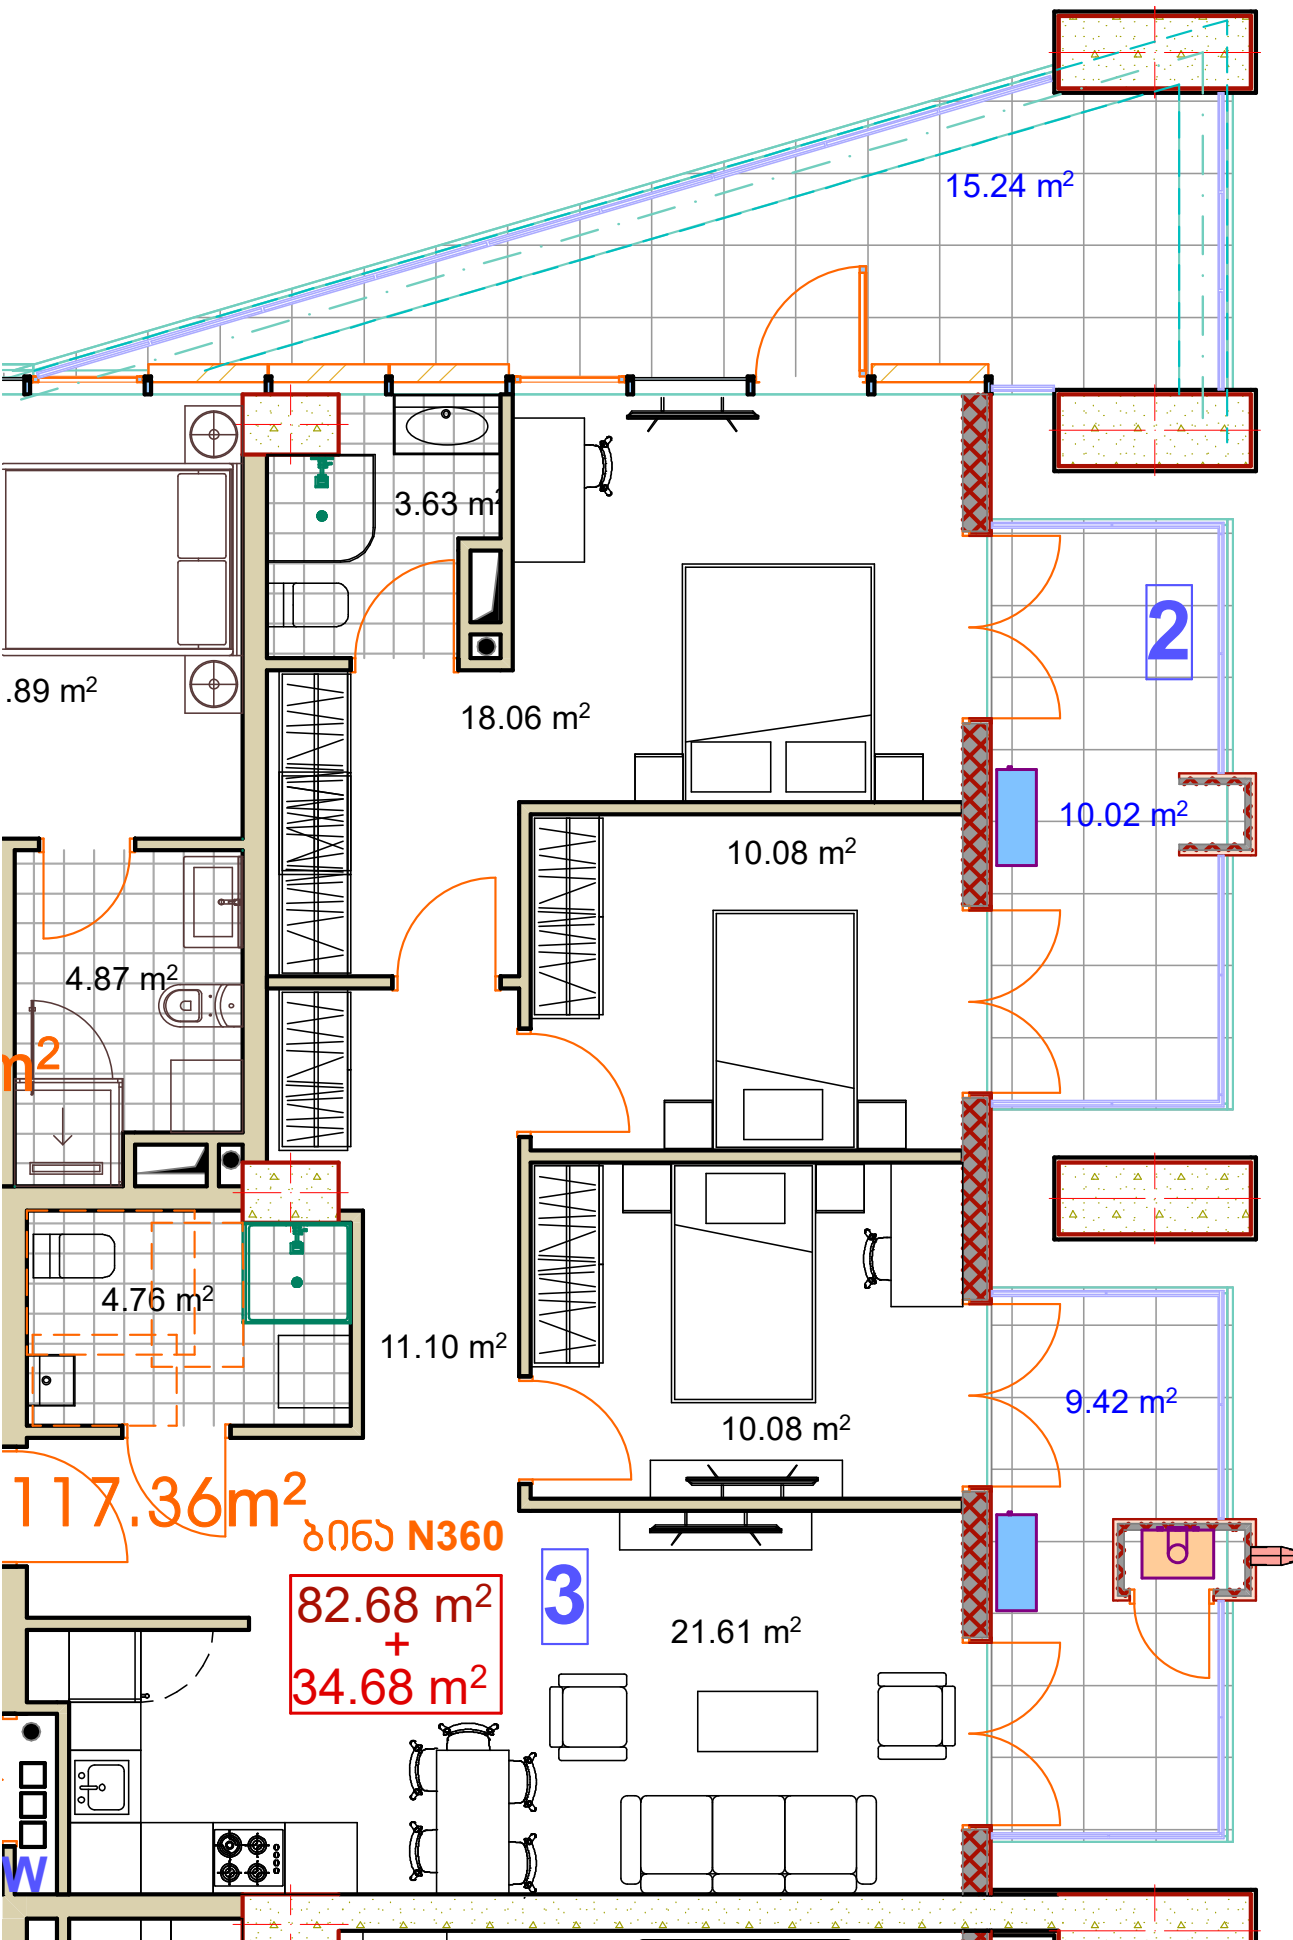 15.24 m²
3.63 m²
2
.89 m²
18.06 m²
10.02 m²
10.08 m²
4.87 m²
m²
4.76 m²
11.10 m²
9.42 m²
10.08 m²
117.36m²
ბინა N360
82.68 m²
+
34.68 m²
3
21.61 m²
w